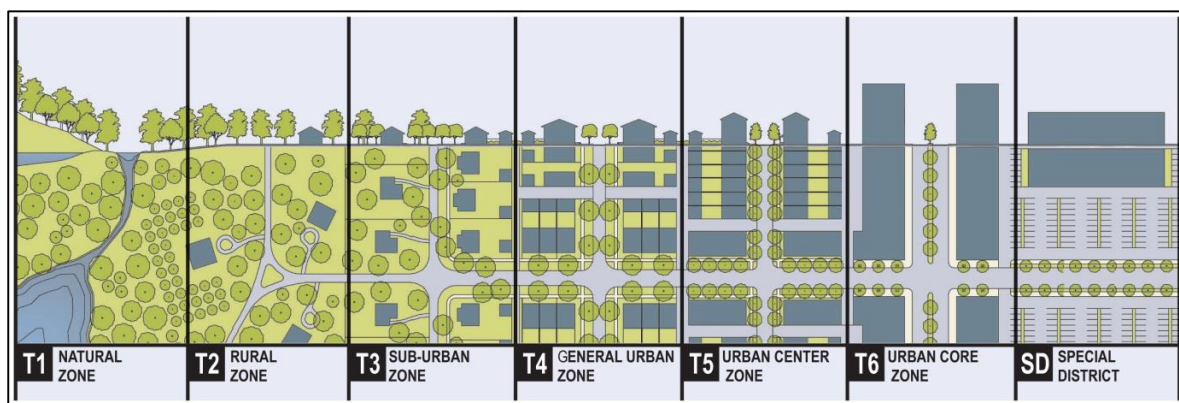 T1 NATURAL
ZONE
T2 RURAL
ZONE
T3 SUB-URBAN
ZONE
T4 GENERAL URBAN
ZONE
T5 URBAN CENTER
ZONE
T6 URBAN CORE
ZONE
SD SPECIAL
DISTRICT